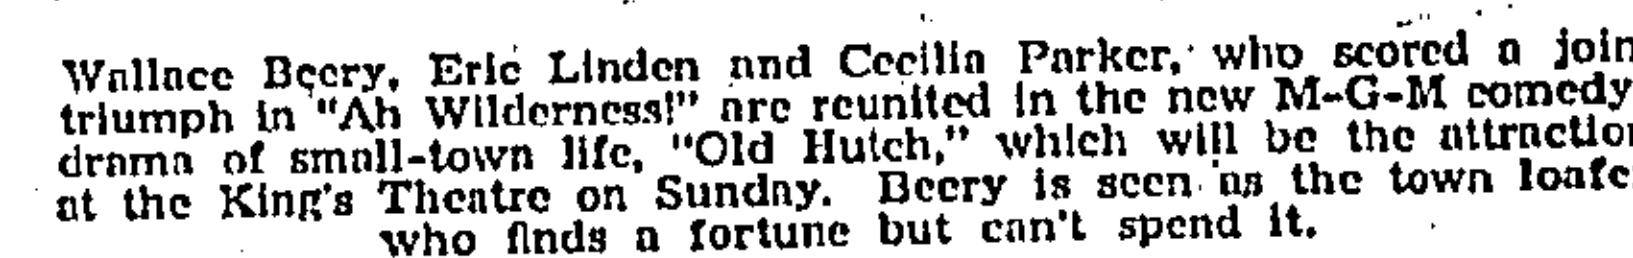 Wallace Beery, Eric Linden and Cecilia Parker, who scored a join
triumph in "Ah Wilderness!" are reunited in the new M-G-M comedy
drama of small-town life, "Old Hutch," which will be the attractio
at the King's Theatre on Sunday. Beery is seen as the town loafe
who finds a fortune but can't spend it.